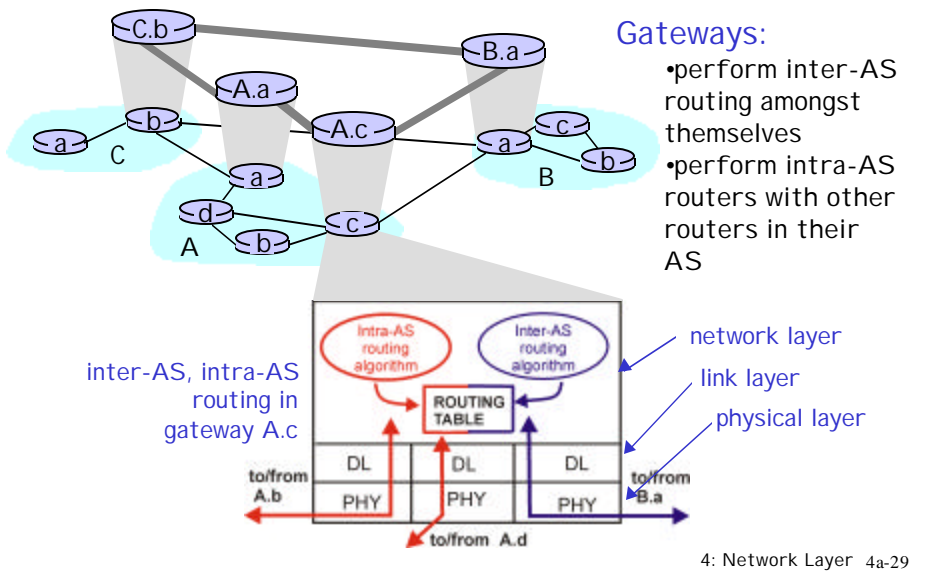 C.b
B.a
A.a
A.c
a
b
C
a
c
b
B
a
d
b
c
A
Gateways:
•perform inter-AS
routing amongst
themselves
•perform intra-AS
routers with other
routers in their
AS
inter-AS, intra-AS
routing in
gateway A.c
Intra-AS
routing
algorithm
Inter-AS
routing
algorithm
ROUTING
TABLE
DL
DL
DL
PHY
PHY
PHY
to/from
A.b
to/from A.d
to/from
B.a
network layer
link layer
physical layer
4: Network Layer 4a-29